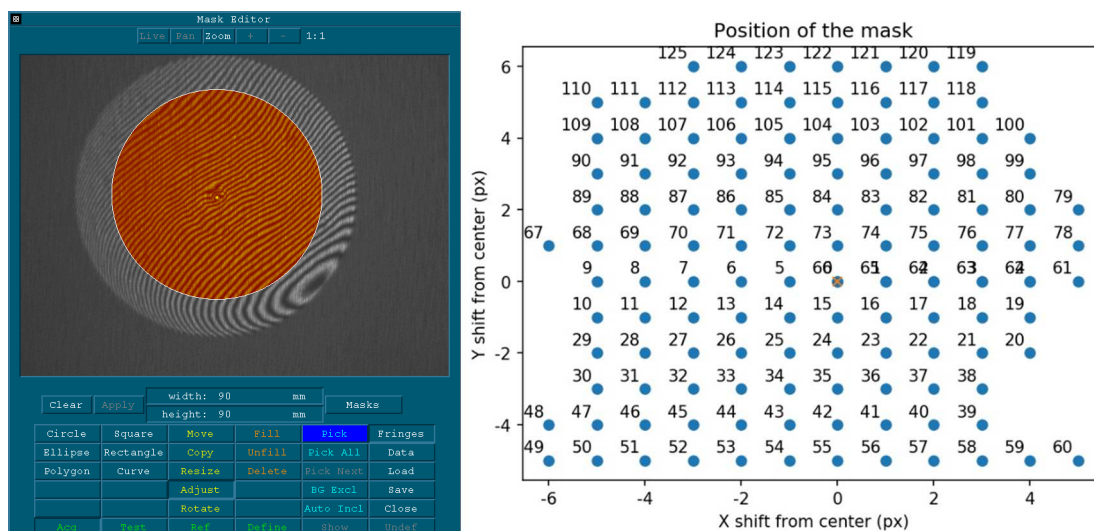 Mask Editor
Live Pan Zoom + - 1:1
Clear Apply width: 90 mm Masks
height: 90 mm
Circle Square Move Fill Pick Fringes
Ellipse Rectangle Copy Unfill Pick All Data
Polygon Curve Resize Delete Pick Next Load
Adjust BG Excl Save
Rotate Auto Incl Close
Acq Test Ref Define Show Undef
Position of the mask
125 124 123 122 121 120 119
6
110 111 112 113 114 115 116 117 118
109 108 107 106 105 104 103 102 101 100
4
90 91 92 93 94 95 96 97 98 99
89 88 87 86 85 84 83 82 81 80 79
2
67 68 69 70 71 72 73 74 75 76 77 78
9 8 7 6 5 61
0
10 11 12 13 14 15 16 17 18 19
29 28 27 26 25 24 23 22 21 20
-2
30 31 32 33 34 35 36 37 38
48 47 46 45 44 43 42 41 40 39
-4
49 50 51 52 53 54 55 56 57 58 59 60
-6 -4 -2 0 2 4
X shift from center (px)
Y shift from center (px)